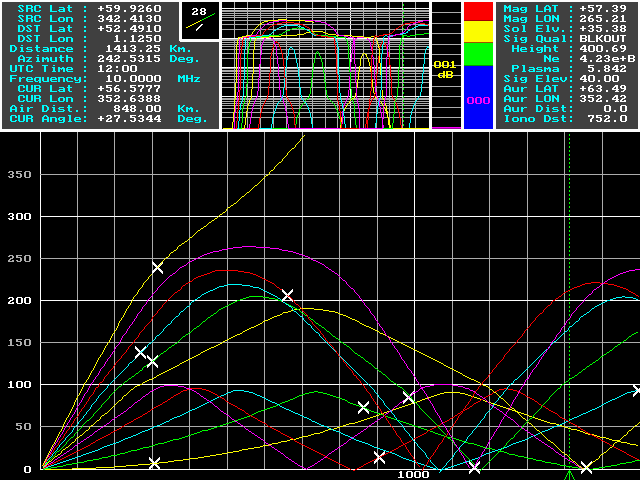 SRC Lat : +59.9260
SRC Lon : 342.4130
DST Lat : +52.4910
DST Lon : 1.1250
Distance : 1413.25 Km.
Azimuth : 242.5315 Deg.
UTC Time : 12:00
Frequency: 10.0000 MHz
CUR Lat : +56.5777
CUR Lon : 352.6388
Air Dist.: 848.00 Km.
CUR Angle: +27.5344 Deg.
28
001
dB
000
Mag LAT : +57.39
Mag LON : 265.21
Sol Elv.: +35.38
Sig Qual: BLKOUT
Height : 400.69
Ne : 4.23e+B
Plasma : 5.842
Sig Elev: 40.00
Aur LAT : +63.49
Aur LON : 352.42
Aur Dist: 0.0
Iono Dst: 752.0
350
300
250
200
150
100
50
0
1000